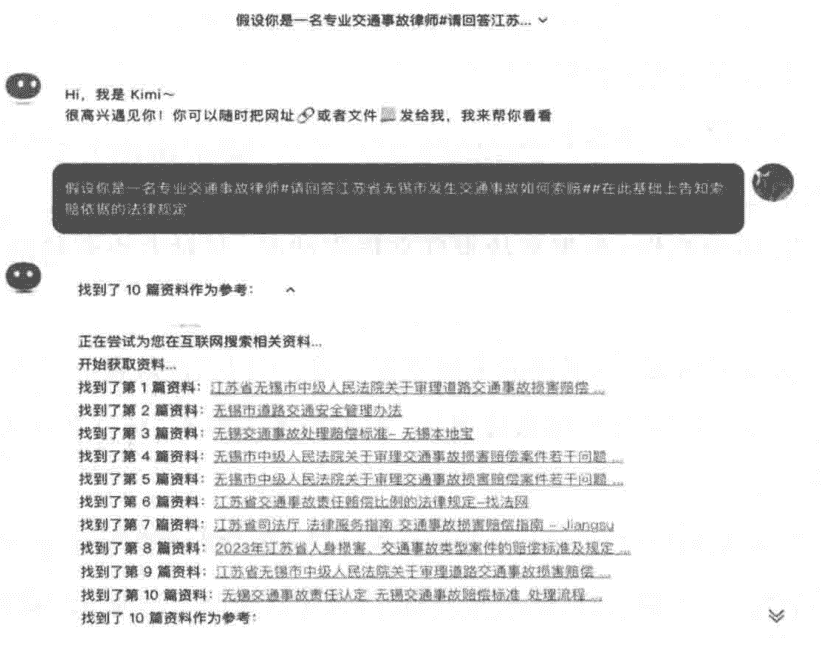 假设你是一名专业交通事故律师#请回答江苏...
Hi，我是 Kimi～
很高兴遇见你！你可以随时把网址🔗或者文件📃发给我，我来帮你看看
假设你是一名专业交通事故律师#请回答江苏省无锡市发生交通事故如何索赔##在此基础上告知索
赔依据的法律规定
找到了 10 篇资料作为参考：
正在尝试为您在互联网搜索相关资料...
开始获取资料...
找到了第 1 篇资料：江苏省无锡市中级人民法院关于审理道路交通事故损害赔偿 ...
找到了第 2 篇资料：无锡市道路交通安全管理办法
找到了第 3 篇资料：无锡交通事故处理赔偿标准- 无锡本地宝
找到了第 4 篇资料：无锡市中级人民法院关于审理交通事故损害赔偿案件若干问题 ...
找到了第 5 篇资料：无锡市中级人民法院关于审理交通事故损害赔偿案件若干问题 ...
找到了第 6 篇资料：江苏省交通事故责任赔偿比例的法律规定-找法网
找到了第 7 篇资料：江苏省司法厅 法律服务指南 交通事故损害赔偿指南 - Jiangsu
找到了第 8 篇资料：2023年江苏省人身损害、交通事故类型案件的赔偿标准及规定 ...
找到了第 9 篇资料：江苏省无锡市中级人民法院关于审理道路交通事故损害赔偿 ...
找到了第 10 篇资料：无锡交通事故责任认定_无锡交通事故赔偿标准_处理流程 ...
找到了 10 篇资料作为参考：